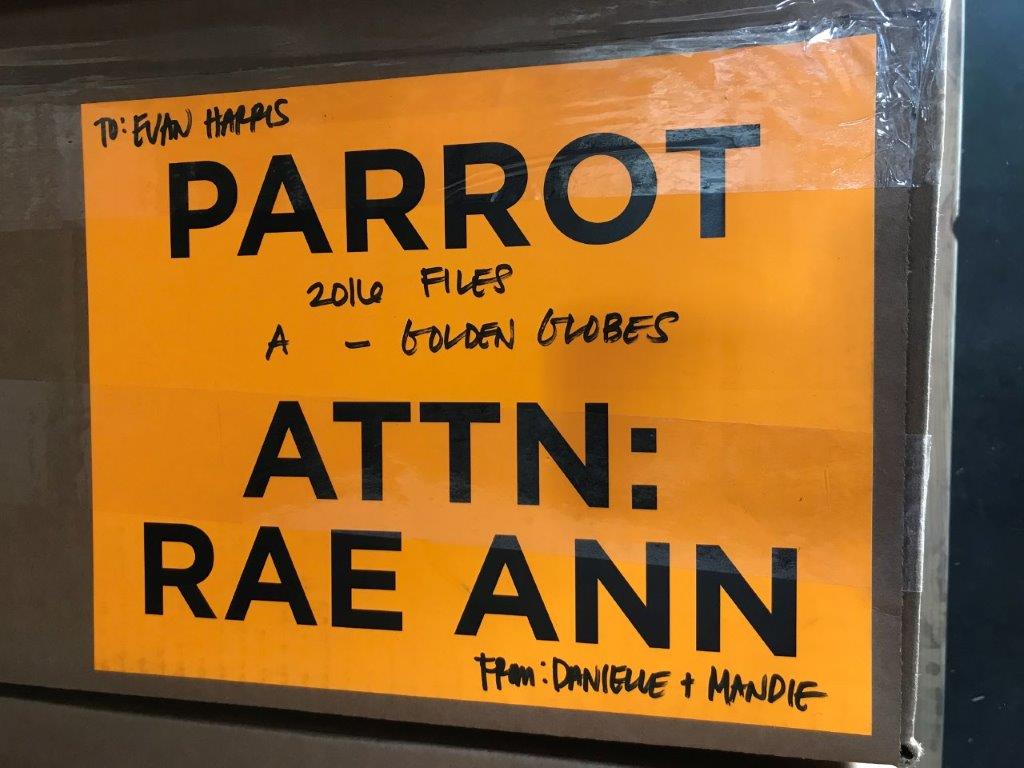 TO: EVAN HARRIS
PARROT
2016 FILES
A - GOLDEN GLOBES
ATTN:
RAE ANN
From: DANIELLE + MANDIE